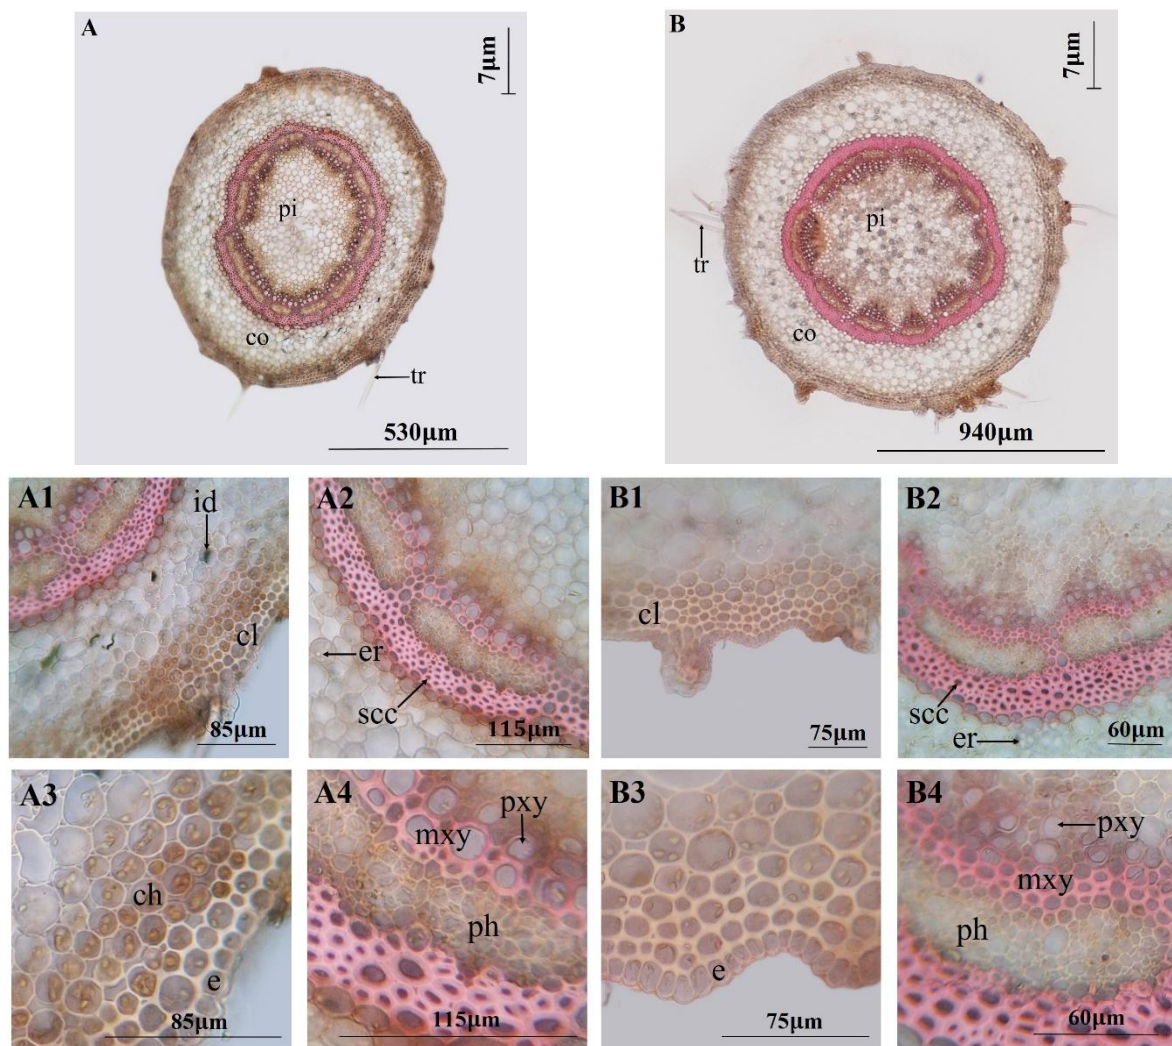 A
7μm
pi
co
tr
530μm
B
7μm
pi
tr
co
940μm
A1
id
cl
85μm
A2
er
scc
115μm
B1
cl
75μm
B2
scc
er
60μm
A3
ch
e
85μm
A4
pxy
mxy
ph
115μm
B3
e
75μm
B4
pxy
mxy
ph
60μm